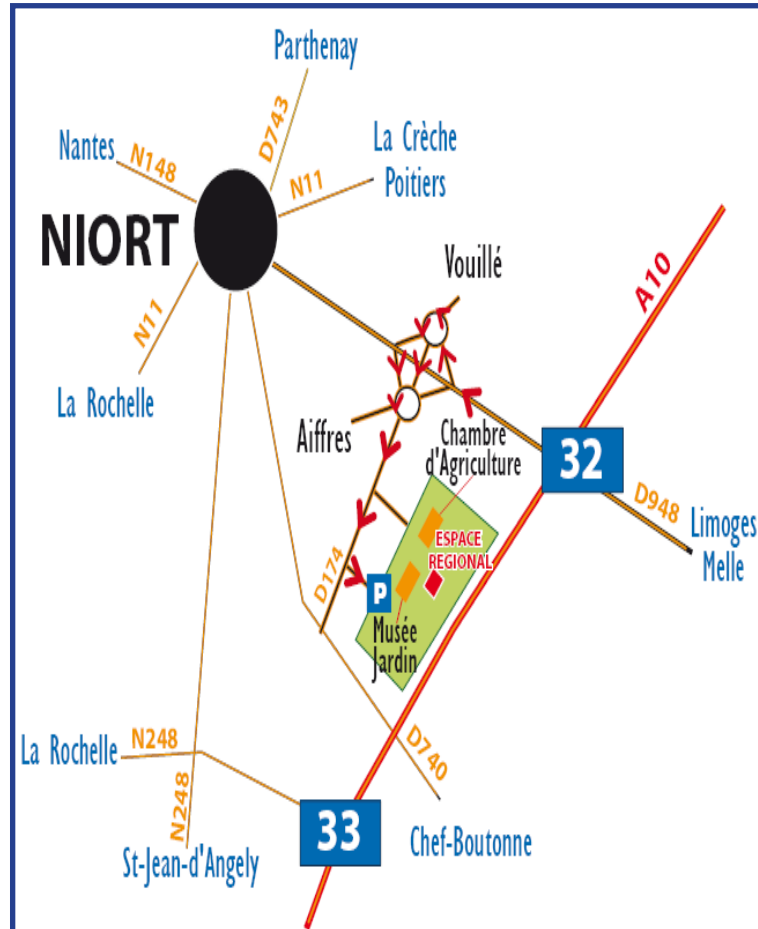 Parthenay
D743
Nantes
N148
La Crèche
Poitiers
N11
NIORT
Vouillé
A10
N11
La Rochelle
Aiffres
Chambre
d'Agriculture
32
D948
Limoges
Melle
ESPACE
REGIONAL
D174
P
Musée
Jardin
La Rochelle
N248
D740
N248
33
Chef-Boutonne
St-Jean-d'Angely